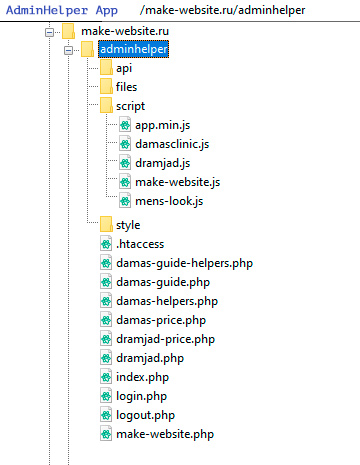 AdminHelper App /make-website.ru/adminhelper
make-website.ru
adminhelper
api
files
script
app.min.js
damasclinic.js
dramjad.js
make-website.js
mens-look.js
style
.htaccess
damas-guide-helpers.php
damas-guide.php
damas-helpers.php
damas-price.php
dramjad-price.php
dramjad.php
index.php
login.php
logout.php
make-website.php